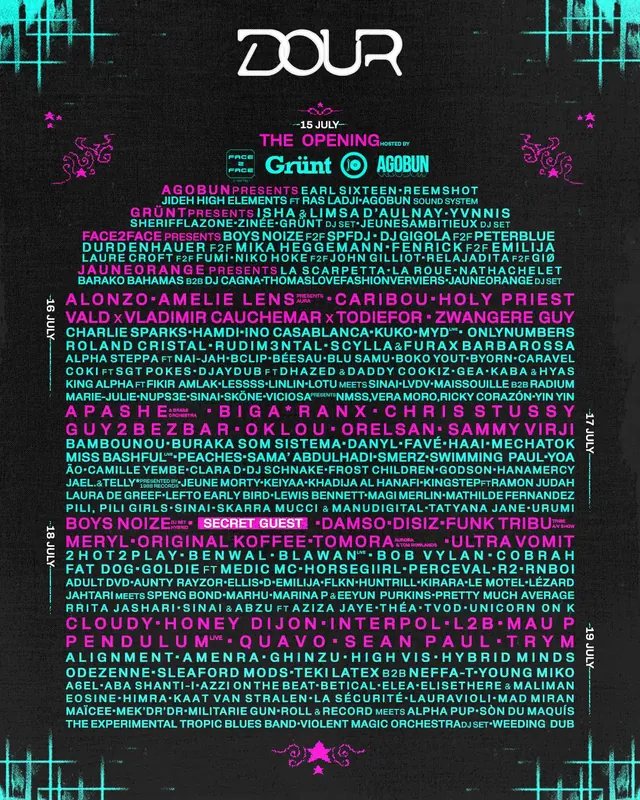 DOUR
15 JULY
THE OPENING HOSTED BY
FACE 2 FACE Grünt AGOBUN
AGOBUN PRESENTS EARL SIXTEEN•REEMSHOT
JIDEH HIGH ELEMENTS FT RAS LADJI•AGOBUN SOUND SYSTEM
GRÜNT PRESENTS ISHA & LIMSA D'AULNAY•YVNNIS
SHERIFFLAZONE•ZINÉE•GRÜNT DJ SET•JEUNESAMBITIEUX DJ SET
FACE2FACE PRESENTS BOYS NOIZE F2F SPFDJ•DJ GIGOLA F2F PETERBLUE
DURDENHAUER F2F MIKA HEGGEMANN•FENRICK F2F EMILIJA
LAURE CROFT F2F FUMI•NIKO HOKE F2F JOHN GILLIOT•RELAJADITA F2F GIØ
JAUNEORANGE PRESENTS LA SCARPETTA•LA ROUE•NATHACHELET
BARAKO BAHAMAS B2B DJ CAGNA•THOMASLOVEFASHIONVERVIERS•JAUNEORANGE DJ SET
16 JULY
ALONZO•AMELIE LENS PRESENTS AURA•CARIBOU•HOLY PRIEST
VALD x VLADIMIR CAUCHEMAR x TODIEFOR•ZWANGERE GUY
CHARLIE SPARKS•HAMDI•INO CASABLANCA•KUKO•MYD LIVE•ONLYNUMBERS
ROLAND CRISTAL•RUDIM3NTAL•SCYLLA & FURAX BARBAROSSA
ALPHA STEPPA FT NAI-JAH•BCLIP•BÉESAU•BLU SAMU•BOKO YOUT•BYORN•CARAVEL
COKI FT SGT POKES•DJAYDUB FT DHAZED & DADDY COOKIZ•GEA•KABA & HYAS
KING ALPHA FT FIKIR AMLAK•LESSSS•LINLIN•LOTU MEETS SINAI•LVDV•MAISSOUILLE B2B RADIUM
MARIE-JULIE•NUPS3E•SINAI•SKÖNE•VICIOSA PRESENTS NMSS, VERA MORO, RICKY CORAZÓN•YIN YIN
17 JULY
APASHE•BIGA*RANX•CHRIS STUSSY
GUY2BEZBAR•OKLOU•ORELSAN•SAMMY VIRJI
BAMBOUNOU•BURAKA SOM SISTEMA•DANYL•FAVÉ•HAAI•MECHATOK
MISS BASHFUL LIVE•PEACHES•SAMA' ABDULHADI•SMERZ•SWIMMING PAUL•YOA
ÃO•CAMILLE YEMBE•CLARA D•DJ SCHNAKE•FROST CHILDREN•GODSON•HANAMERCY
JAEL & TELLY* PRESENTED BY 1988 RECORDS•JEUNE MORTY•KEIYAA•KHADIJA AL HANAFI•KINGSTEP FT RAMON JUDAH
LAURA DE GREEF•LEFTO EARLY BIRD•LEWIS BENNETT•MAGI MERLIN•MATHILDE FERNANDEZ
PILI, PILI GIRLS•SINAI•SKARRA MUCCI & MANUDIGITAL•TATYANA JANE•URUMI
18 JULY
BOYS NOIZE DJ SET HYBRID•SECRET GUEST•DAMSO•DISIZ•FUNK TRIBU
MERYL•ORIGINAL KOFFEE•TOMORA•ULTRA VOMIT
2HOT2PLAY•BENWAL•BLAWAN LIVE•BOB VYLAN•COBRAH
FAT DOG•GOLDIE FT MEDIC MC•HORSEGIIRL•PERCEVAL•R2•RNBOI
ADULT DVD•AUNTY RAYZOR•ELLIS•D•EMILIJA•FLKN•HUNTRILL•KIRARA•LE MOTEL•LÉZARD
JAHTARI MEETS SPENG BOND•MARHU•MARINA P & EEYUN PURKINS•PRETTY MUCH AVERAGE
RRITA JASHARI•SINAI & ABZU FT AZIZA JAYE•THÉA•TVOD•UNICORN ON K
19 JULY
CLOUDY•HONEY DIJON•INTERPOL•L2B•MAU P
PENDULUM LIVE•QUAVO•SEAN PAUL•TRYM
ALIGNMENT•AMENRA•GHINZU•HIGH VIS•HYBRID MINDS
ODEZENNE•SLEAFORD MODS•TEKI LATEX B2B NEFFA-T•YOUNG MIKO
A6EL•ABA SHANTI-I•AZZI ON THE BEAT•BETICAL•ELEA•ELISETHERE & MALIMAN
EOSINE•HIMRA•KAAT VAN STRALEN•LA SÉCURITÉ•LAURAVIOLI•MAD MIRAN
MAÏCEE•MEK'DR'DR•MILITARIE GUN•ROLL & RECORD MEETS ALPHA PUP•SÒN DU MAQUÍS
THE EXPERIMENTAL TROPIC BLUES BAND•VIOLENT MAGIC ORCHESTRA DJ SET•WEEDING DUB